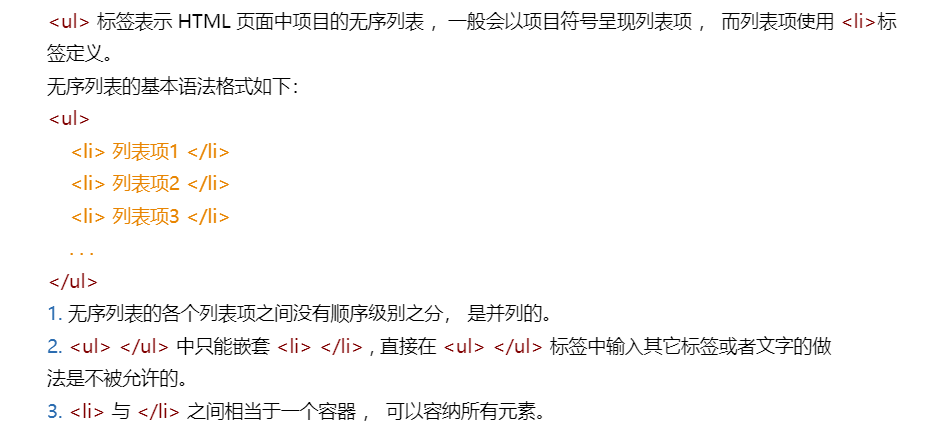 <ul> 标签表示 HTML 页面中项目的无序列表，一般会以项目符号呈现列表项，而列表项使用 <li>标
签定义。
无序列表的基本语法格式如下：
<ul>
<li> 列表项1 </li>
<li> 列表项2 </li>
<li> 列表项3 </li>
...
</ul>
1. 无序列表的各个列表项之间没有顺序级别之分，是并列的。
2. <ul> </ul> 中只能嵌套 <li> </li>，直接在 <ul> </ul> 标签中输入其它标签或者文字的做
法是不被允许的。
3. <li> 与 </li> 之间相当于一个容器，可以容纳所有元素。